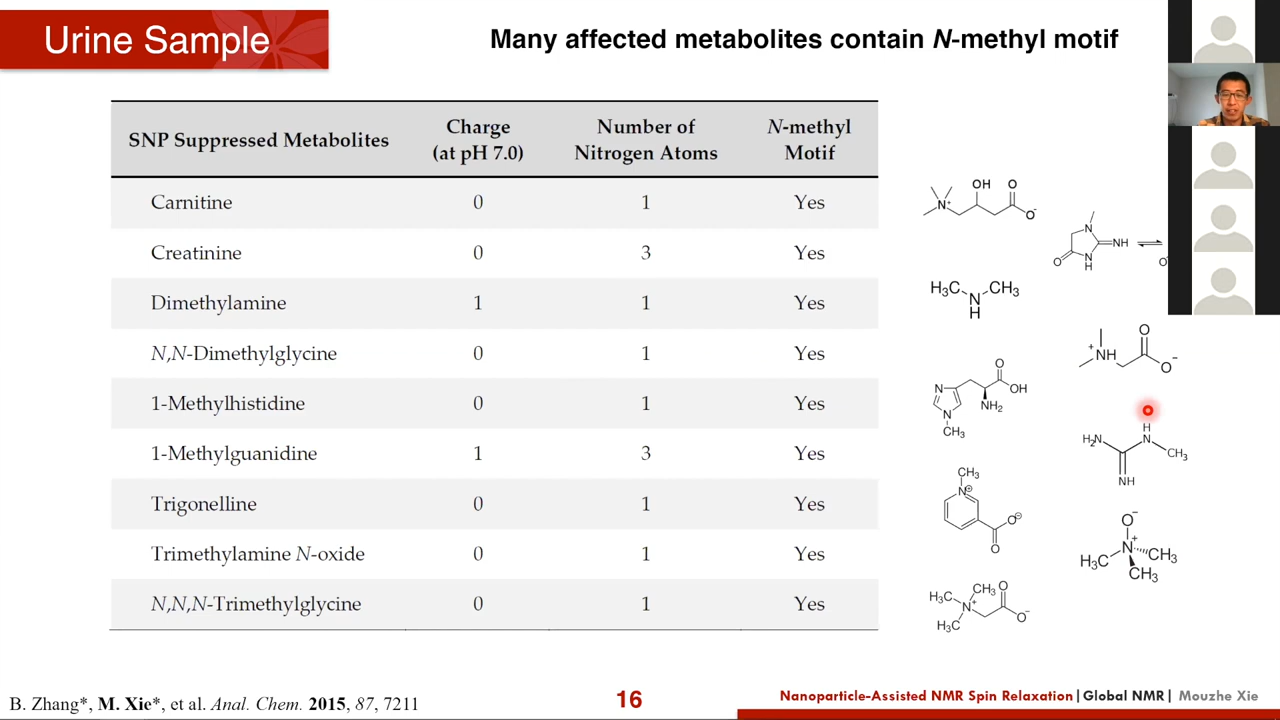 Urine Sample
Many affected metabolites contain N-methyl motif
SNP Suppressed Metabolites
Charge
(at pH 7.0)
Number of
Nitrogen Atoms
N-methyl
Motif
Carnitine 0 1 Yes
Creatinine 0 3 Yes
Dimethylamine 1 1 Yes
N,N-Dimethylglycine 0 1 Yes
1-Methylhistidine 0 1 Yes
1-Methylguanidine 1 3 Yes
Trigonelline 0 1 Yes
Trimethylamine N-oxide 0 1 Yes
N,N,N-Trimethylglycine 0 1 Yes
OH O
N+ O-
N
NH
O N
H
O
H3C CH3
N
H
O
+
NH O-
O
N OH
NH2
N
CH3
H
H2N N
CH3
NH
CH3
N⊕
O⊖
O
O-
N+
H3C CH3
CH3
CH3 O
H3C
N+ O-
H3C
B. Zhang*, M. Xie*, et al. Anal. Chem. 2015, 87, 7211
16
Nanoparticle-Assisted NMR Spin Relaxation | Global NMR | Mouzhe Xie